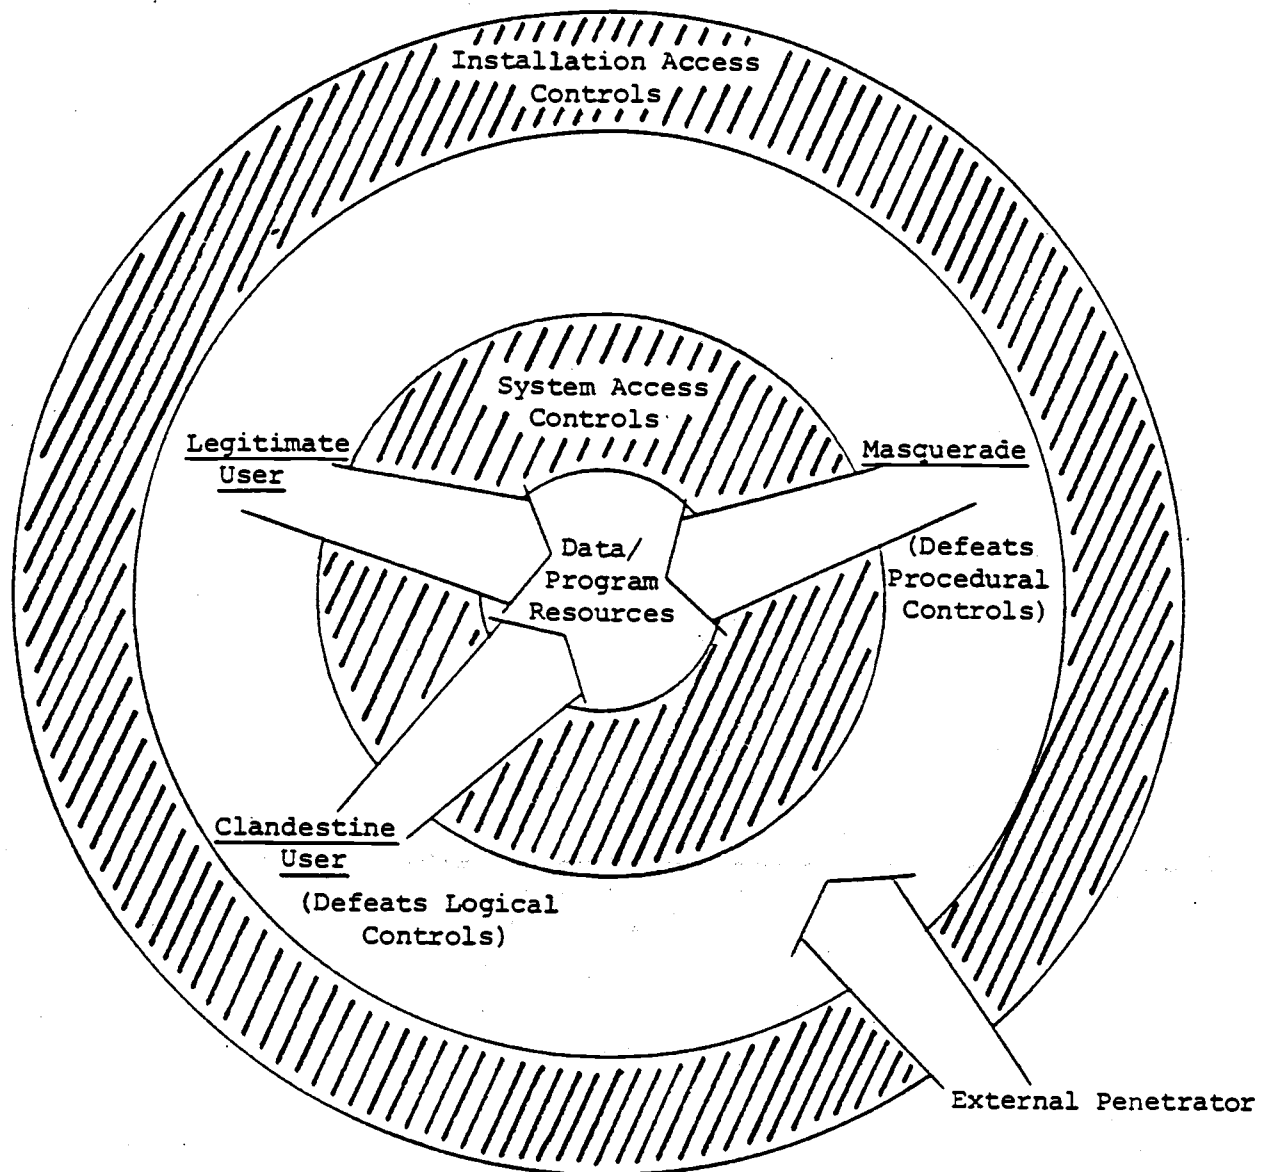 Installation Access
Controls
System Access
Controls
Legitimate
User
Masquerade
Data/
Program
Resources
(Defeats
Procedural
Controls)
Clandestine
User
(Defeats Logical
Controls)
External Penetrator